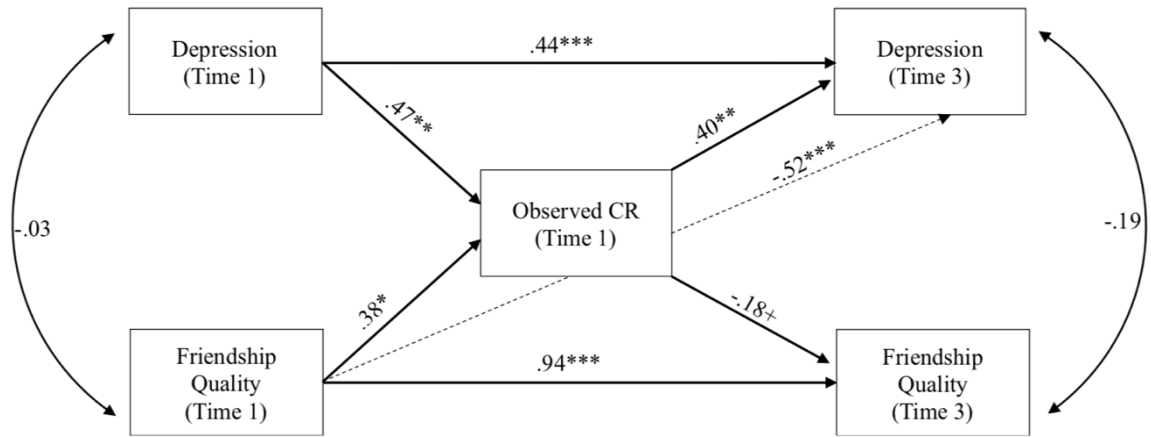 Depression
(Time 1)
.44***
Depression
(Time 3)
.47**
.40**
-.52***
Observed CR
(Time 1)
-.03
-.19
.38*
-.18+
Friendship
Quality
(Time 1)
.94***
Friendship
Quality
(Time 3)